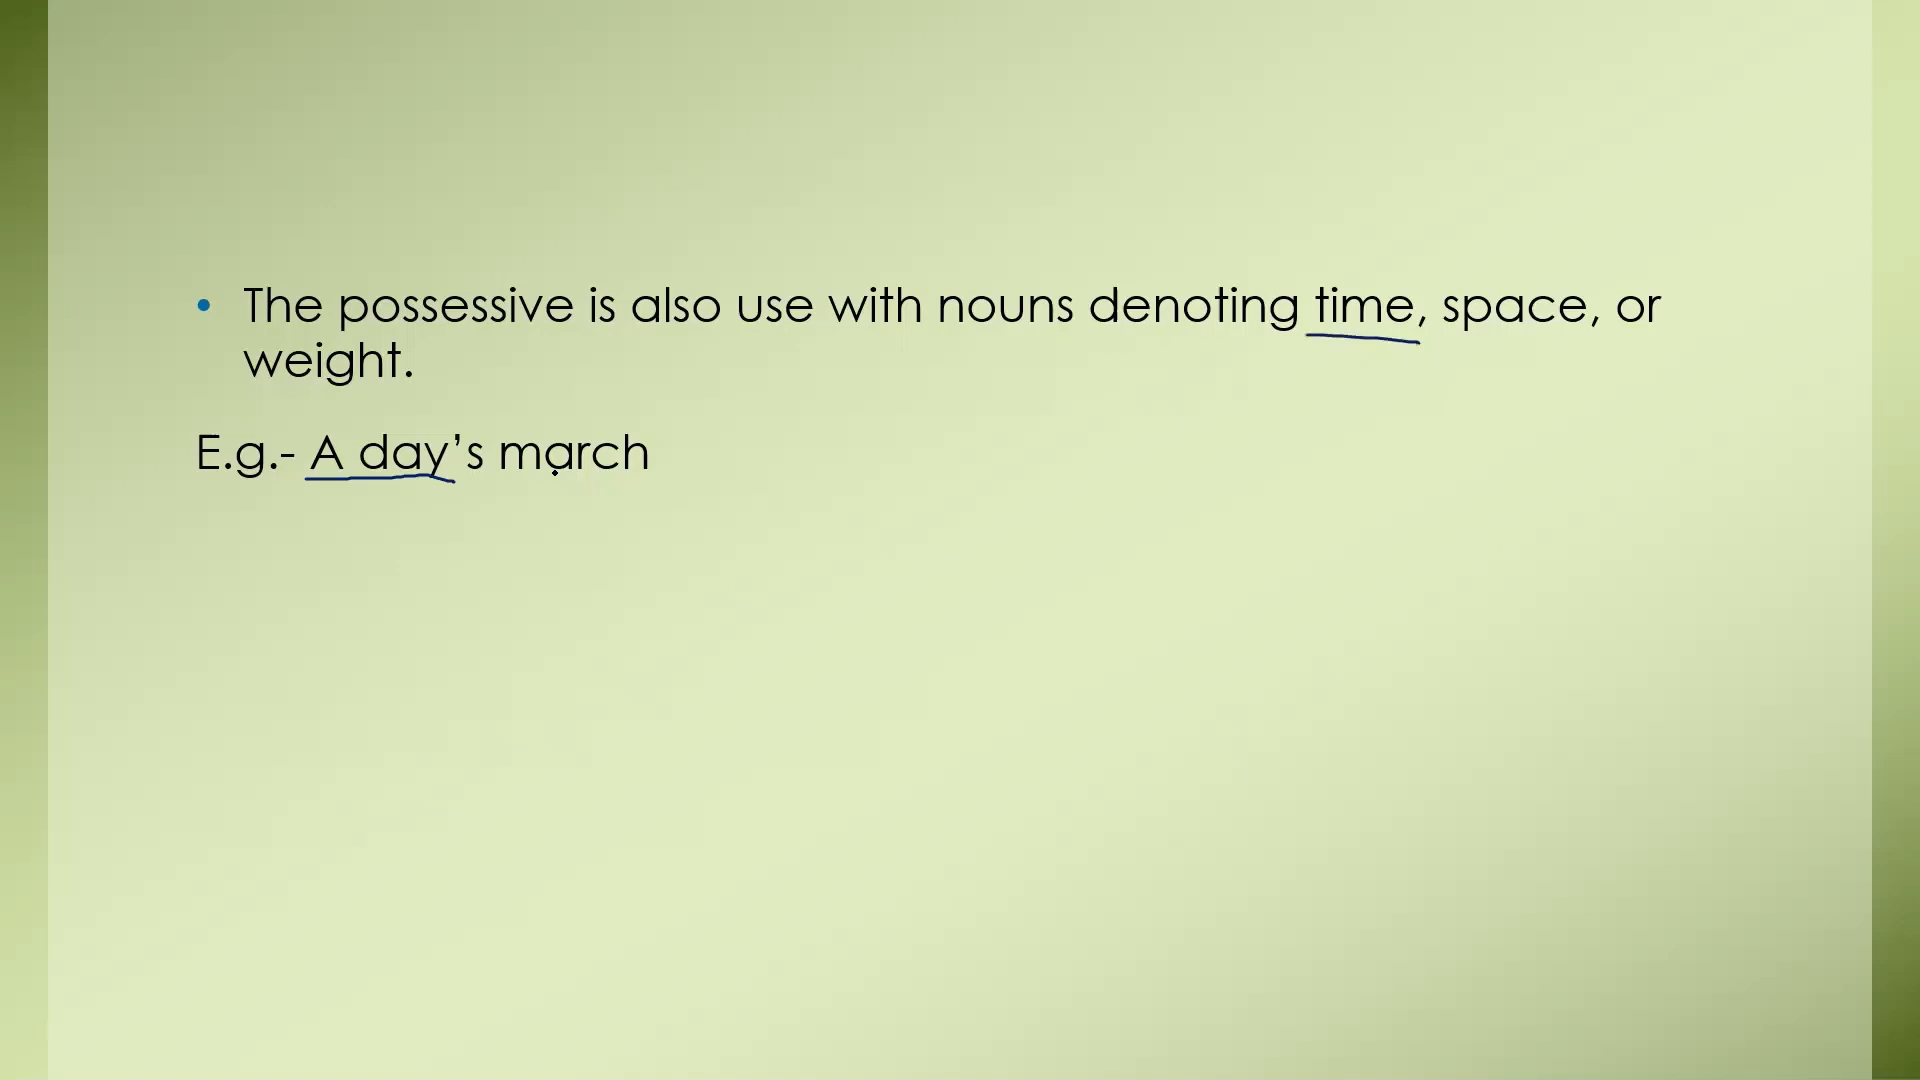 • The possessive is also use with nouns denoting time, space, or
weight.
E.g.- A day’s march